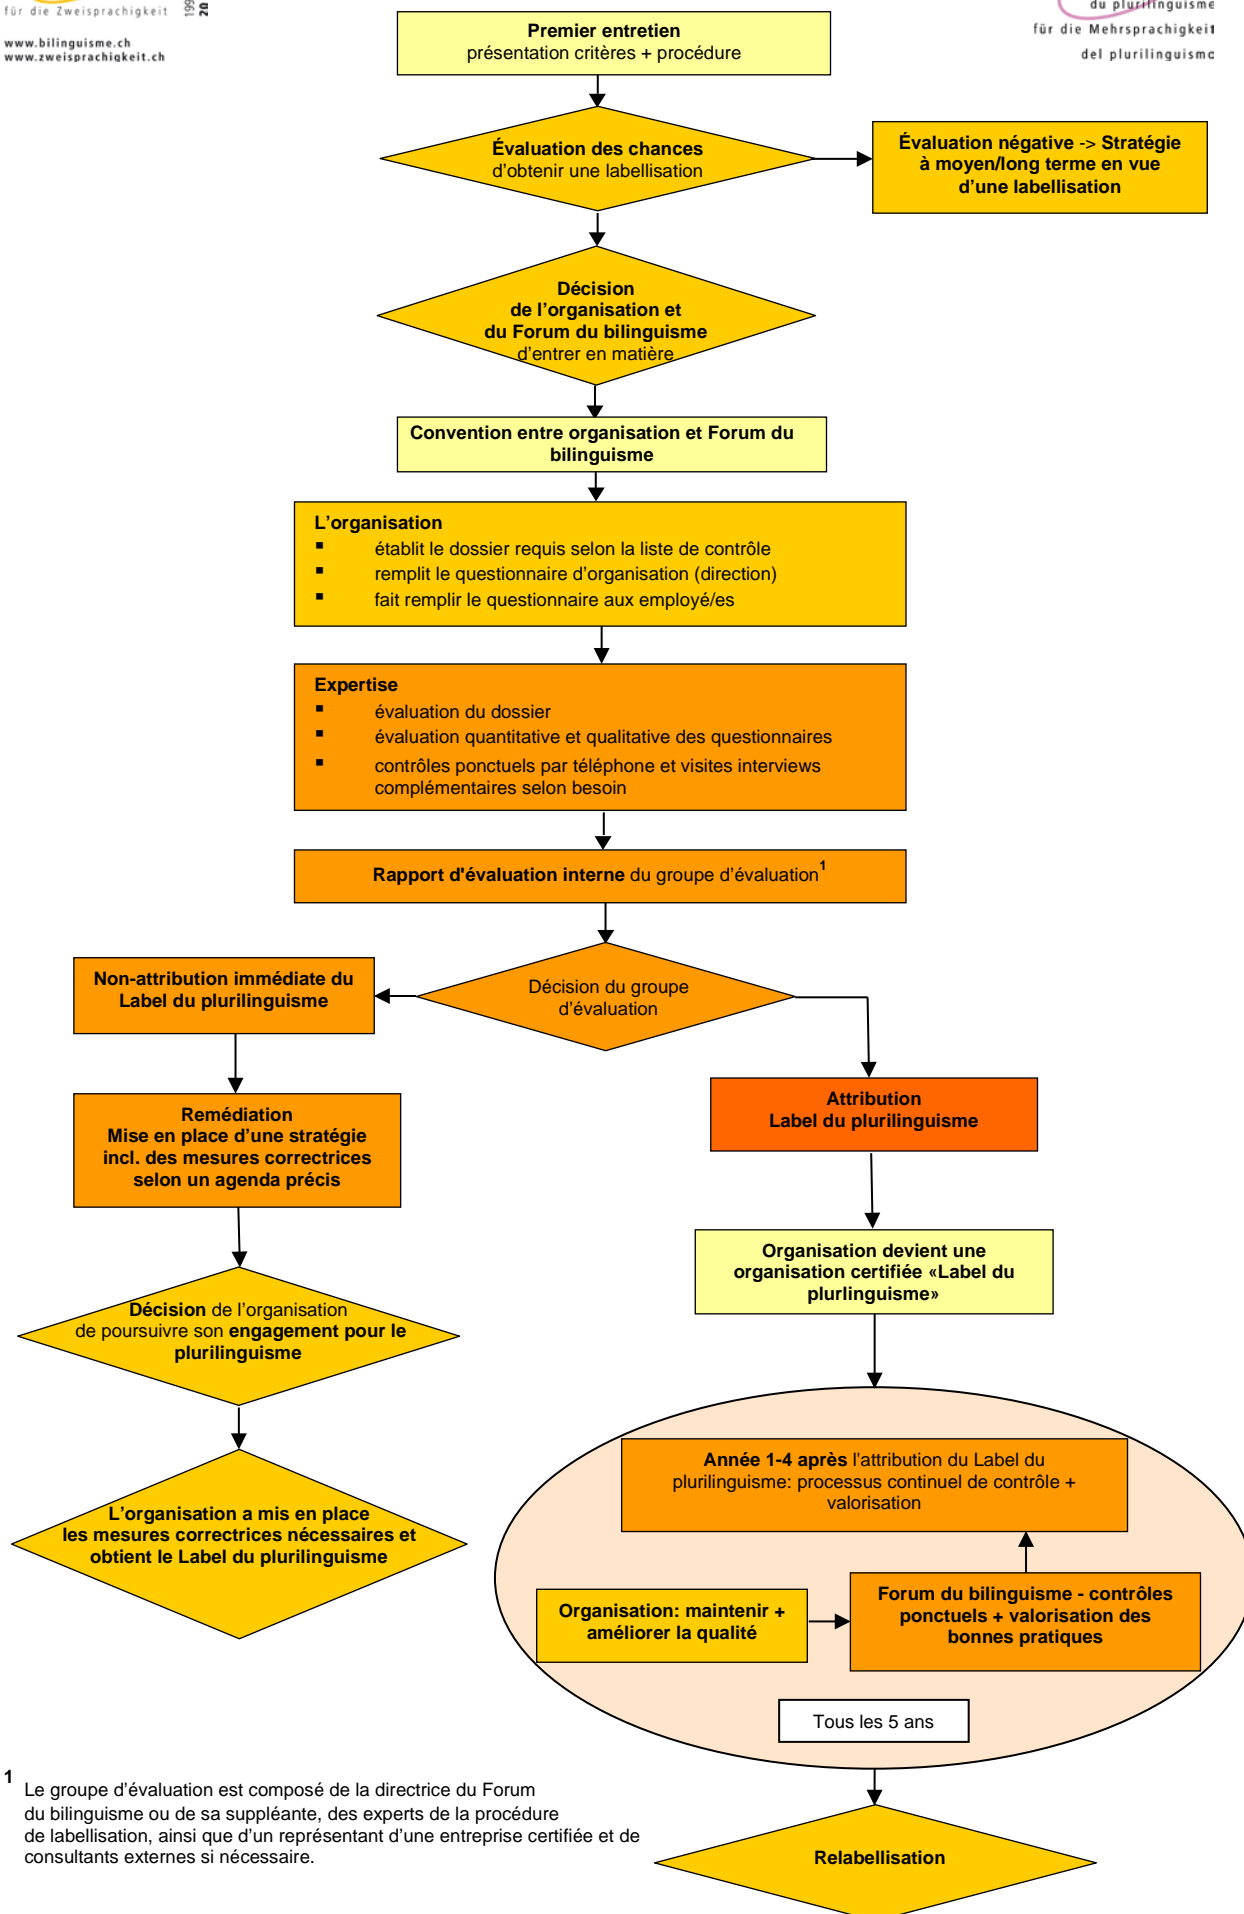 für die Zweisprachigkeit
www.bilinguisme.ch
www.zweisprachigkeit.ch
du plurilinguisme
für die Mehrsprachigkeit
del plurilinguismo
Premier entretien
présentation critères + procédure
Évaluation des chances
d'obtenir une labellisation
Évaluation négative -> Stratégie
à moyen/long terme en vue
d'une labellisation
Décision
de l'organisation et
du Forum du bilinguisme
d'entrer en matière
Convention entre organisation et Forum du
bilinguisme
L'organisation
▪ établit le dossier requis selon la liste de contrôle
▪ remplit le questionnaire d'organisation (direction)
▪ fait remplir le questionnaire aux employé/es
Expertise
▪ évaluation du dossier
▪ évaluation quantitative et qualitative des questionnaires
▪ contrôles ponctuels par téléphone et visites interviews
complémentaires selon besoin
Rapport d'évaluation interne du groupe d'évaluation1
Décision du groupe
d'évaluation
Non-attribution immédiate du
Label du plurilinguisme
Remédiation
Mise en place d'une stratégie
incl. des mesures correctrices
selon un agenda précis
Décision de l'organisation
de poursuivre son engagement pour le
plurilinguisme
L'organisation a mis en place
les mesures correctrices nécessaires et
obtient le Label du plurilinguisme
Attribution
Label du plurilinguisme
Organisation devient une
organisation certifiée «Label du
plurlinguisme»
Année 1-4 après l'attribution du Label du
plurilinguisme: processus continuel de contrôle +
valorisation
Organisation: maintenir +
améliorer la qualité
Forum du bilinguisme - contrôles
ponctuels + valorisation des
bonnes pratiques
Tous les 5 ans
Relabellisation
1 Le groupe d'évaluation est composé de la directrice du Forum
du bilinguisme ou de sa suppléante, des experts de la procédure
de labellisation, ainsi que d'un représentant d'une entreprise certifiée et de
consultants externes si nécessaire.